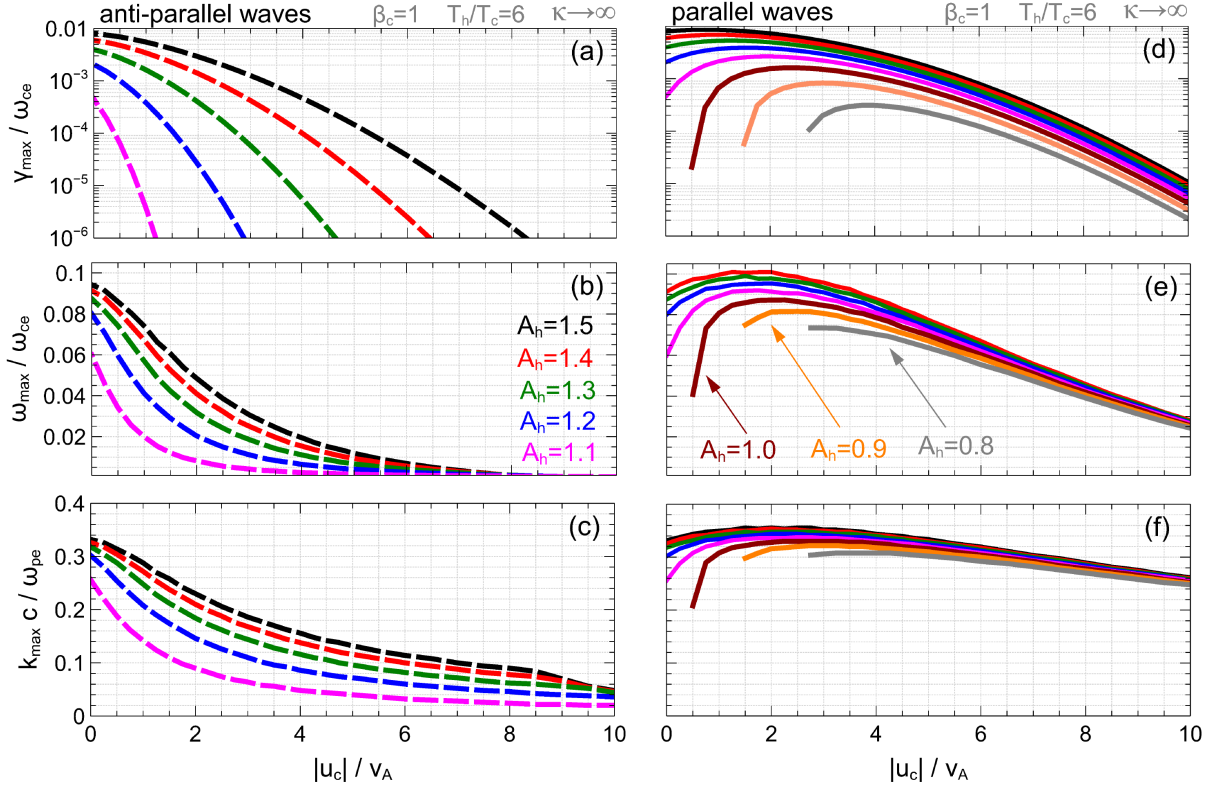 anti-parallel waves
β_c=1 T_h/T_c=6 κ→∞
parallel waves
β_c=1 T_h/T_c=6 κ→∞
0.01
10⁻³
10⁻⁴
10⁻⁵
10⁻⁶
γ_max / ω_ce
(a)
(d)
0.1
0.08
0.06
0.04
0.02
ω_max / ω_ce
(b)
A_h=1.5
A_h=1.4
A_h=1.3
A_h=1.2
A_h=1.1
(e)
A_h=1.0
A_h=0.9
A_h=0.8
0.4
0.3
0.2
0.1
0
k_max c / ω_pe
(c)
(f)
0 2 4 6 8 10
|u_c| / v_A
0 2 4 6 8 10
|u_c| / v_A